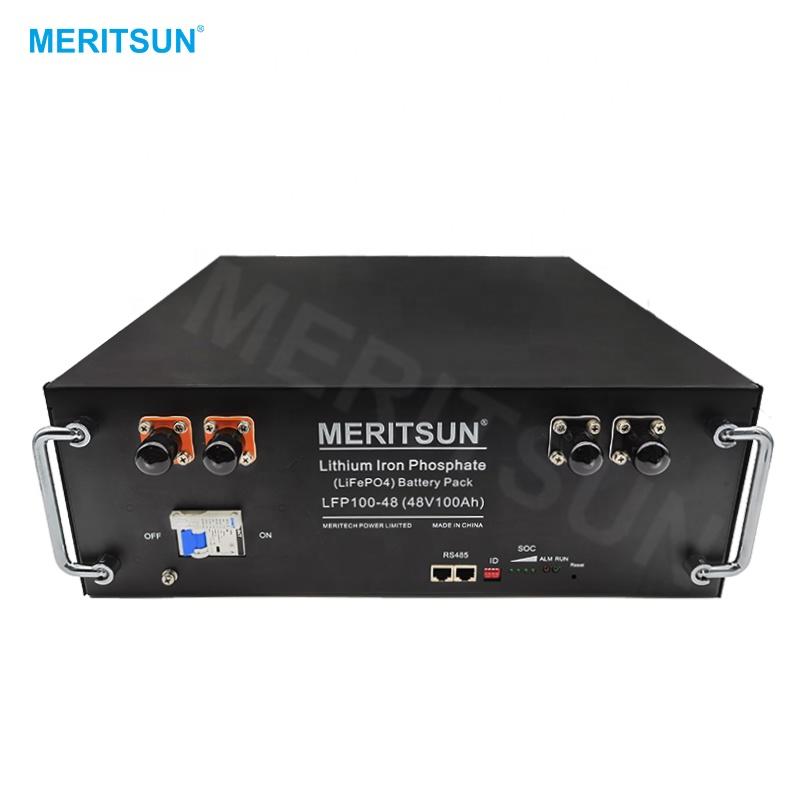 MERITSUN®
MERITSUN
MERITSUN®
Lithium Iron Phosphate
(LiFePO4) Battery Pack
LFP100-48 (48V100Ah)
MERITECH POWER LIMITED MADE IN CHINA
OFF ON
RS485 ID SOC ALM RUN Reset